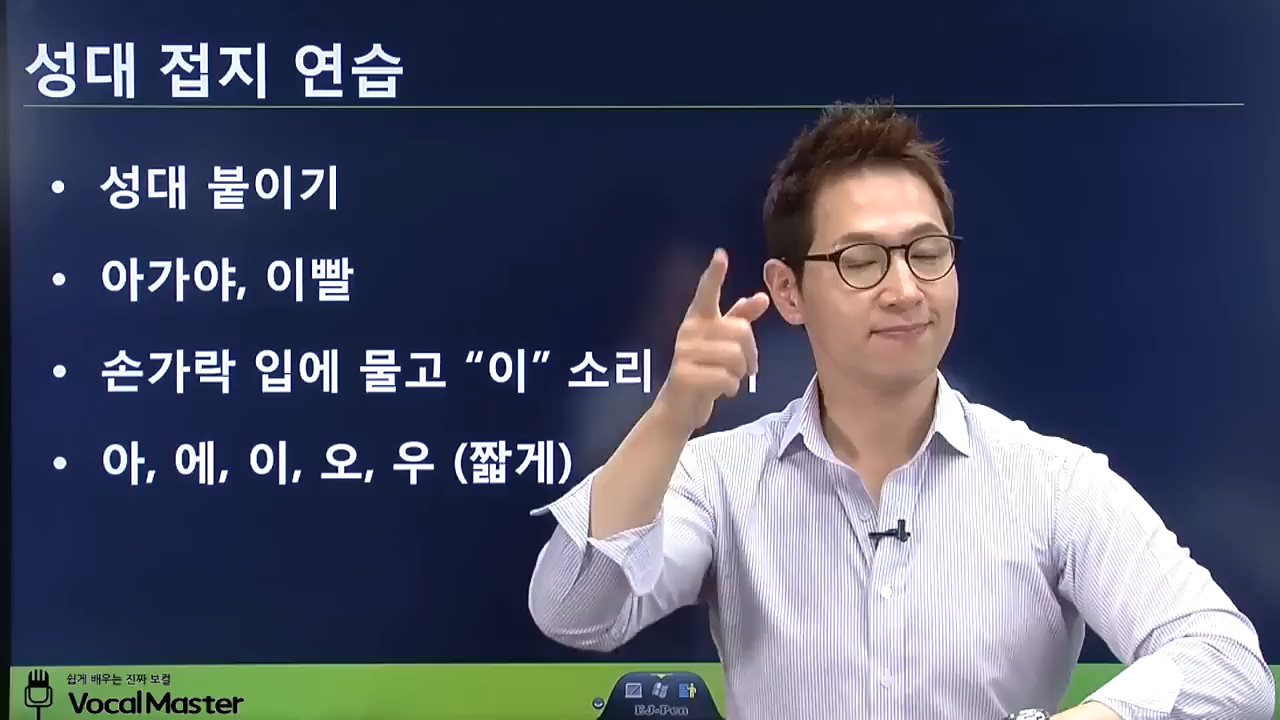 성대 접지 연습
• 성대 붙이기
• 아가야, 이빨
• 손가락 입에 물고 “이” 소리
• 아, 에, 이, 오, 우 (짧게)
쉽게 배우는 진짜 보컬
VocalMaster
EJ-Pen